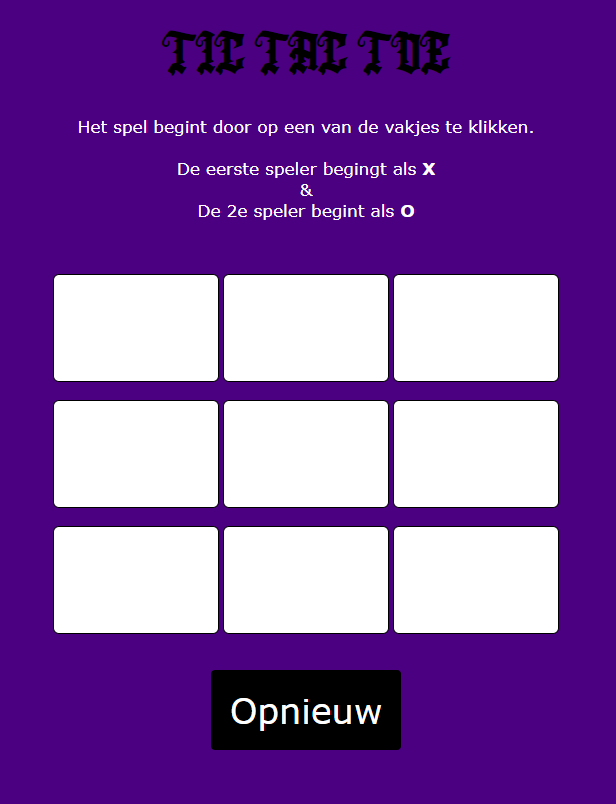 TIC TAC TOE
Het spel begint door op een van de vakjes te klikken.
De eerste speler begingt als X
&
De 2e speler begint als O
Opnieuw